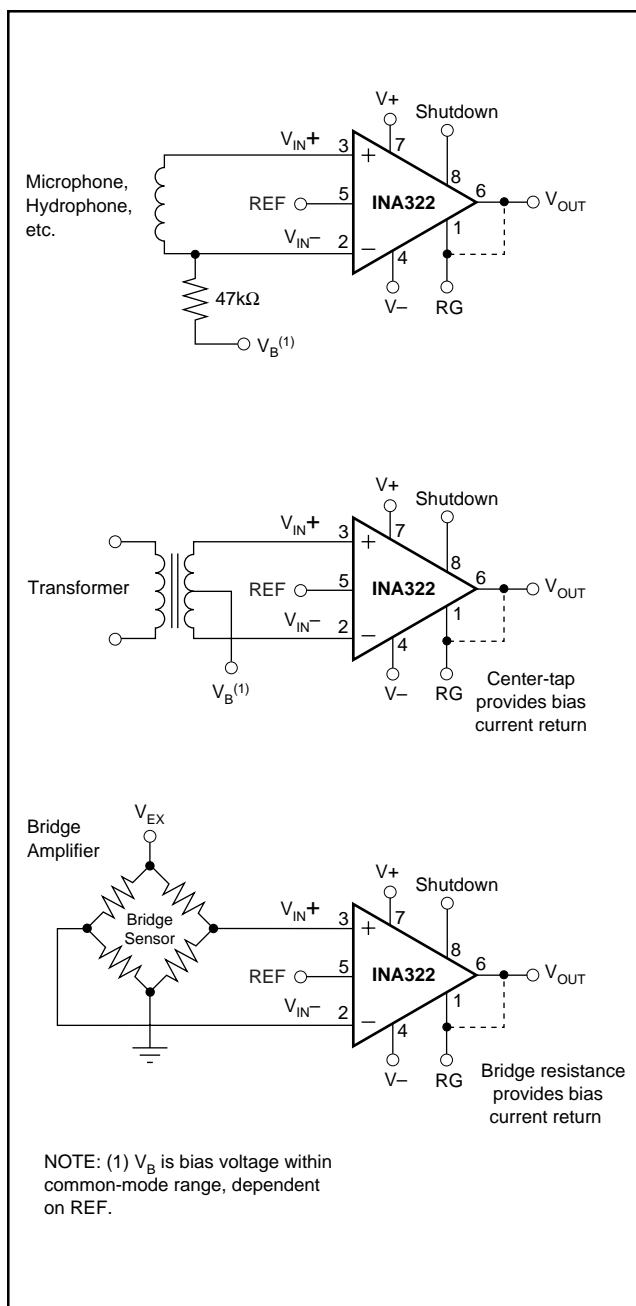 V+
Shutdown
VIN+
3
7
8
Microphone,
Hydrophone,
etc.
+
REF
5
INA322
6
VOUT
VIN–
2
–
1
4
47kΩ
V–
RG
VB(1)
V+
Shutdown
VIN+
3
7
8
+
Transformer
REF
5
INA322
6
VOUT
VIN–
2
–
1
4
VB(1)
V–
RG
Center-tap
provides bias
current return
VEX
Bridge
Amplifier
V+
Shutdown
VIN+
3
7
8
+
Bridge
Sensor
REF
5
INA322
6
VOUT
VIN–
2
–
1
4
V–
RG
Bridge resistance
provides bias
current return
NOTE: (1) VB is bias voltage within
common-mode range, dependent
on REF.